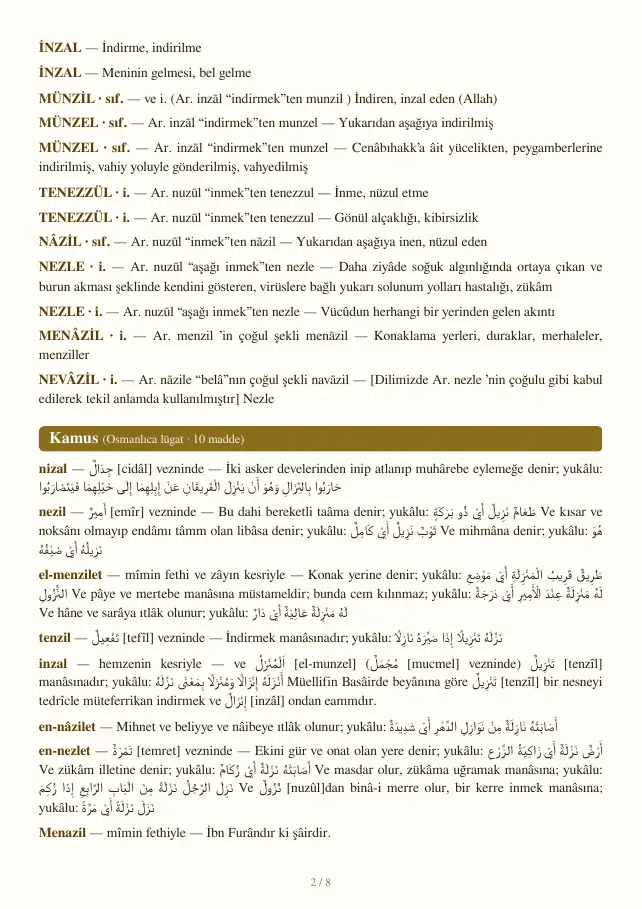 İNZAL — İndirme, indirilme
İNZAL — Meninin gelmesi, bel gelme
MÜNZİL · sıf. — ve i. (Ar. inzāl “indirmek”ten munzil ) İndiren, inzal eden (Allah)
MÜNZEL · sıf. — Ar. inzāl “indirmek”ten munzel — Yukarıdan aşağıya indirilmiş
MÜNZEL · sıf. — Ar. inzāl “indirmek”ten munzel — Cenâbıhakk’a âit yücelikten, peygamberlerine
indirilmiş, vahiy yoluyle gönderilmiş, vahyedilmiş
TENEZZÜL · i. — Ar. nuzūl “inmek”ten tenezzul — İnme, nüzul etme
TENEZZÜL · i. — Ar. nuzūl “inmek”ten tenezzul — Gönül alçaklığı, kibirsizlik
NÂZİL · sıf. — Ar. nuzūl “inmek”ten nāzil — Yukarıdan aşağıya inen, nüzul eden
NEZLE · i. — Ar. nuzūl “aşağı inmek”ten nezle — Daha ziyâde soğuk algınlığında ortaya çıkan ve
burun akması şeklinde kendini gösteren, virüslere bağlı yukarı solunum yolları hastalığı, zükâm
NEZLE · i. — Ar. nuzūl “aşağı inmek”ten nezle — Vücûdun herhangi bir yerinden gelen akıntı
MENÂZİL · i. — Ar. menzil ’in çoğul şekli menāzil — Konaklama yerleri, duraklar, merhaleler,
menziller
NEVÂZİL · i. — Ar. nāzile “belâ”nın çoğul şekli navāzil — [Dilimizde Ar. nezle ’nin çoğulu gibi kabul
edilerek tekil anlamda kullanılmıştır] Nezle
Kamus (Osmanlıca lügat · 10 madde)
nizal — جِدَالٌ [cidâl] vezninde — İki asker develerinden inip atlanıp muhârebe eylemeğe denir; yukâlu:
حَارَبُوا بِالنِّزَالِ وَهُوَ أَنْ يَنْزِلَ الْفَرِيقَانِ عَنْ إِبِلِهِمَا إِلَى خَيْلِهِمَا فَيَتَضَارَبُوا
nezil — أَمِيرٌ [emîr] vezninde — Bu dahi bereketli taâma denir; yukâlu: طَعَامٌ نَزِيلٌ أَيْ ذُو بَرَكَةٍ Ve kısar ve
noksânı olmayıp endâmı tâmm olan libâsa denir; yukâlu: ثَوْبٌ نَزِيلٌ أَيْ كَامِلٌ Ve mihmâna denir; yukâlu: هُوَ
نَزِيلُهُ أَيْ ضَيْفُهُ
el-menzilet — mîmin fethi ve zâyın kesriyle — Konak yerine denir; yukâlu: طَرِيقٌ قَرِيبُ الْمَنْزِلَةِ أَيْ مَوْضِعِ
النُّزُولِ Ve pâye ve mertebe manâsına müstameldir; bunda cem kılınmaz; yukâlu: لَهُ مَنْزِلَةٌ عِنْدَ الْأَمِيرِ أَيْ دَرَجَةٌ
Ve hâne ve sarâya ıtlâk olunur; yukâlu: لَهُ مَنْزِلَةٌ عَالِيَةٌ أَيْ دَارٌ
tenzil — تَفْعِيلٌ [tefîl] vezninde — İndirmek manâsınadır; yukâlu: نَزَّلَهُ تَنْزِيلًا إِذَا صَيَّرَهُ نَازِلًا
inzal — hemzenin kesriyle — ve اَلْمُنْزَلُ [el-munzel] (مُجْمَلٌ [mucmel] vezninde) تَنْزِيلٌ [tenzîl]
manâsınadır; yukâlu: أَنْزَلَهُ إِنْزَالًا وَمُنْزَلًا بِمَعْنَى نَزَّلَهُ Müellifin Basâirde beyânına göre تَنْزِيلٌ [tenzîl] bir nesneyi
tedrîcle müteferrikan indirmek ve إِنْزَالٌ [inzâl] ondan eammdır.
en-nâzilet — Mihnet ve beliyye ve nâibeye ıtlâk olunur; yukâlu: أَصَابَتْهُ نَازِلَةٌ مِنْ نَوَازِلِ الدَّهْرِ أَيْ شَدِيدَةٌ
en-nezlet — تَمْرَةٌ [temret] vezninde — Ekini gür ve onat olan yere denir; yukâlu: أَرْضٌ نَزْلَةٌ أَيْ زَاكِيَةُ الزَّرْعِ
Ve zükâm illetine denir; yukâlu: أَصَابَتْهُ نَزْلَةٌ أَيْ زُكَامٌ Ve masdar olur, zükâma uğramak manâsına; yukâlu:
نَزِلَ الرَّجُلُ نَزْلَةً مِنَ الْبَابِ الرَّابِعِ إِذَا زُكِمَ Ve نُزُولٌ [nuzûl]dan binâ-i merre olur, bir kerre inmek manâsına;
yukâlu: نَزَلَ نَزْلَةً أَيْ مَرَّةً
Menazil — mîmin fethiyle — İbn Furândır ki şâirdir.
2 / 8